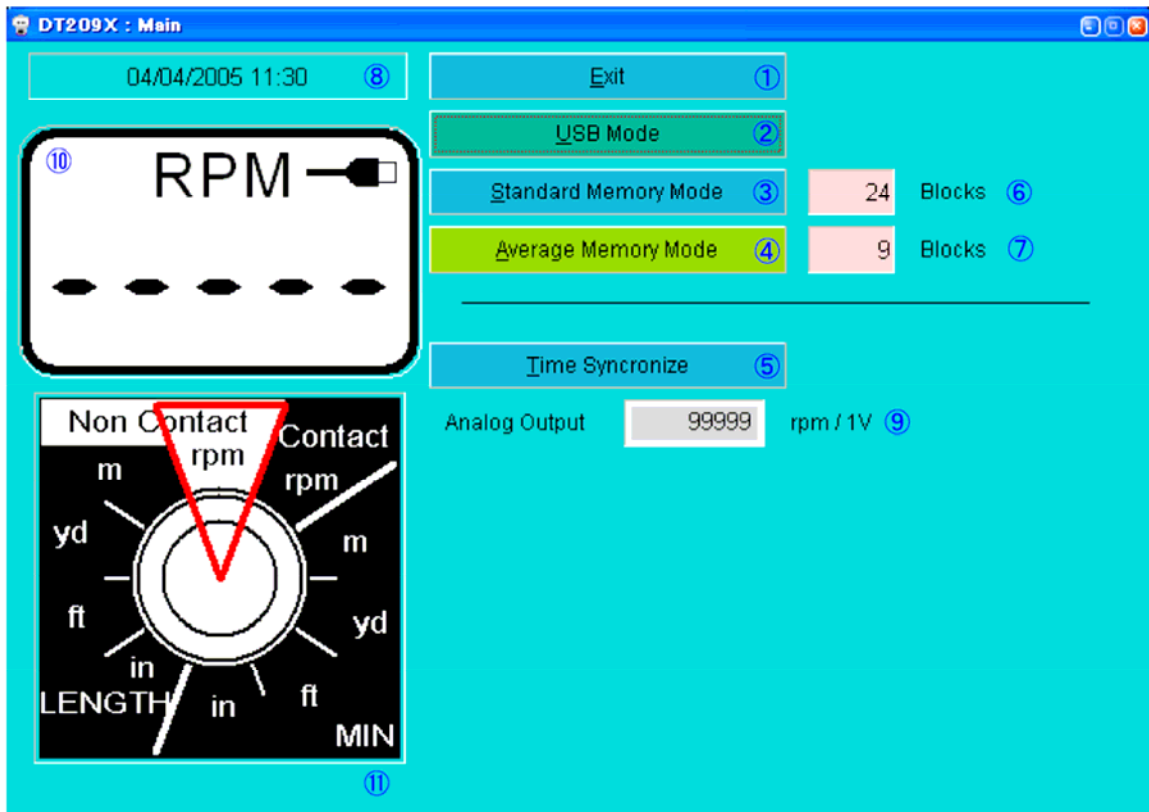 DT209X : Main
04/04/2005 11:30 ⑧
Exit ①
USB Mode ②
Standard Memory Mode ③ 24 Blocks ⑥
Average Memory Mode ④ 9 Blocks ⑦
⑩ RPM
- - - - -
Time Syncronize ⑤
Analog Output 99999 rpm / 1V ⑨
Non Contact
rpm
Contact
rpm
m
yd
ft
in
LENGTH
m
yd
ft
in
MIN
⑪